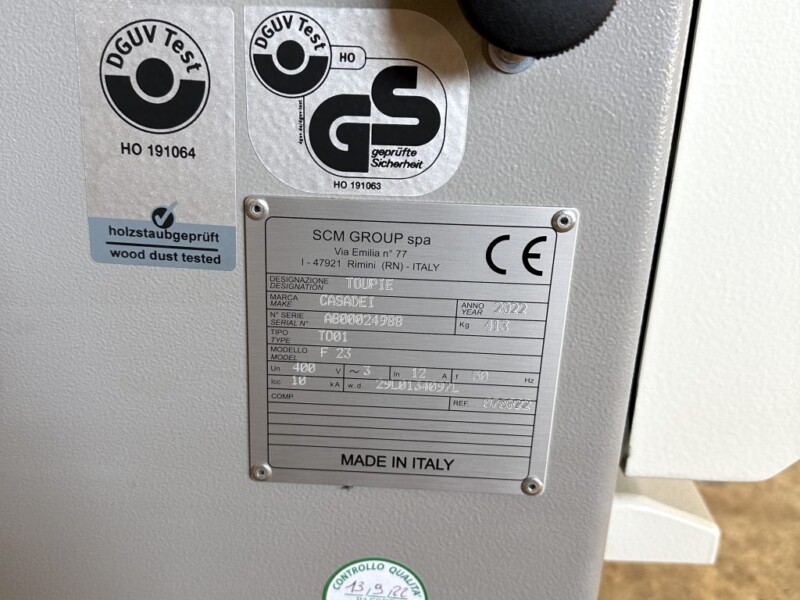 DGUV Test
HO 191064
holzstaubgeprüft
wood dust tested
DGUV Test
HO
GS
geprüfte
Sicherheit
HO 191063
SCM GROUP spa
Via Emilia n° 77
I - 47921 Rimini (RN) - ITALY
CE
DESIGNAZIONE
DESIGNATION TOUPIE
MARCA
MAKE CASADEI
ANNO
YEAR 2022
N° SERIE
SERIAL N° AB00024988
Kg 413
TIPO
TYPE TO01
MODELLO
MODEL F 23
Un 400 V ~ 3 In 12 A f 50 Hz
Icc 10 kA w.d. 29L0134097L
COMP.
REF.
MADE IN ITALY
CONTROLLO QUALITA'
13/9/22